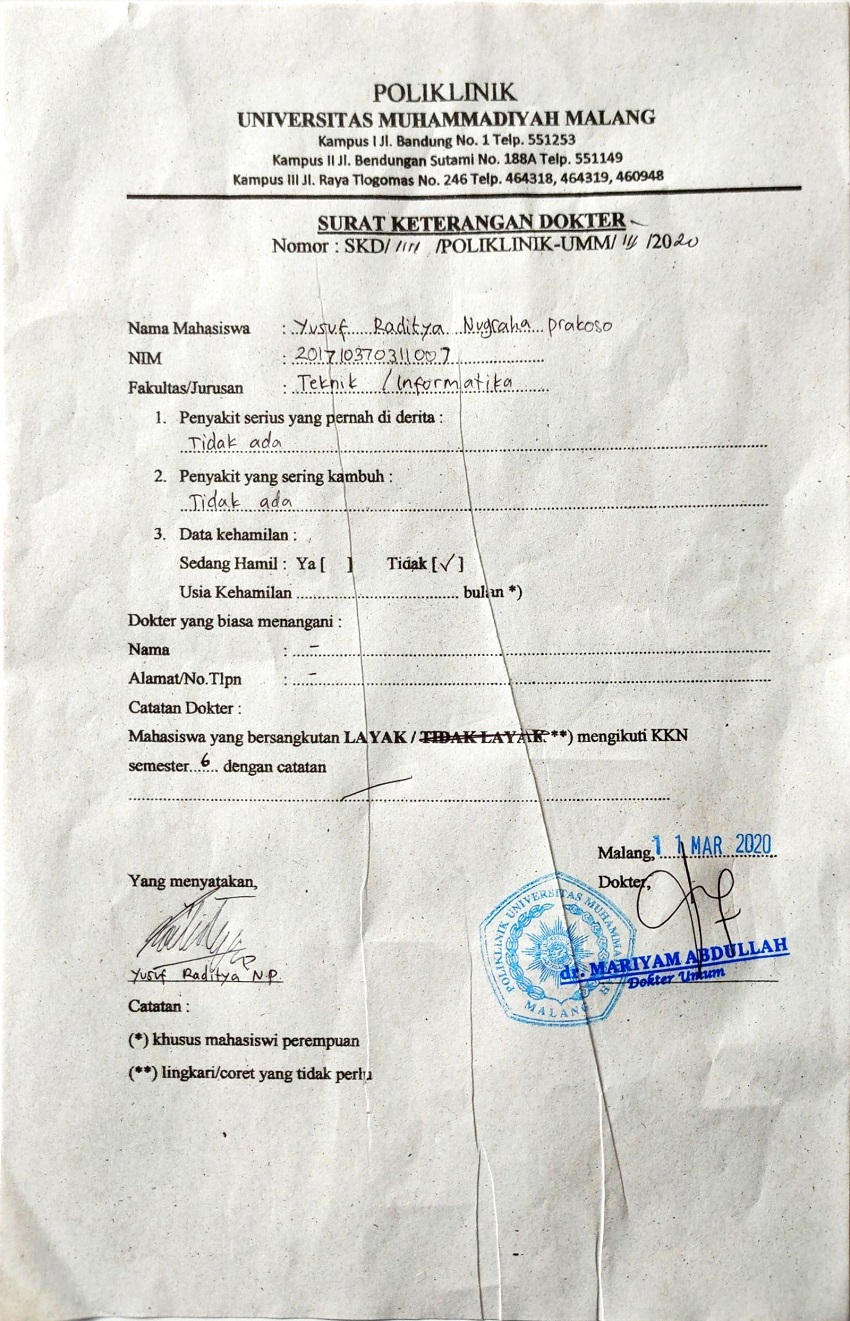 POLIKLINIK
UNIVERSITAS MUHAMMADIYAH MALANG
Kampus I Jl. Bandung No. 1 Telp. 551253
Kampus II Jl. Bendungan Sutami No. 188A Telp. 551149
Kampus III Jl. Raya Tlogomas No. 246 Telp. 464318, 464319, 460948
SURAT KETERANGAN DOKTER
Nomor : SKD/ /POLIKLINIK-UMM/ /2020
Nama Mahasiswa : Yusuf Raditya Nugraha prakoso
NIM : 201710370311007
Fakultas/Jurusan : Teknik / Informatika
1. Penyakit serius yang pernah di derita :
Tidak ada
2. Penyakit yang sering kambuh :
Tidak ada
3. Data kehamilan :
Sedang Hamil : Ya [ ] Tidak [✓]
Usia Kehamilan .................................... bulan *)
Dokter yang biasa menangani :
Nama : -
Alamat/No.Tlpn : -
Catatan Dokter :
Mahasiswa yang bersangkutan LAYAK / TIDAK LAYAK **) mengikuti KKN
semester 6 dengan catatan
Malang, 11 MAR 2020
Yang menyatakan, Dokter,
POLIKLINIK UNIVERSITAS MUHAMMADIYAH MALANG
dr. MARIYAM ABDULLAH
Dokter Umum
Yusuf Raditya N.P.
Catatan :
(*) khusus mahasiswi perempuan
(**) lingkari/coret yang tidak perlu